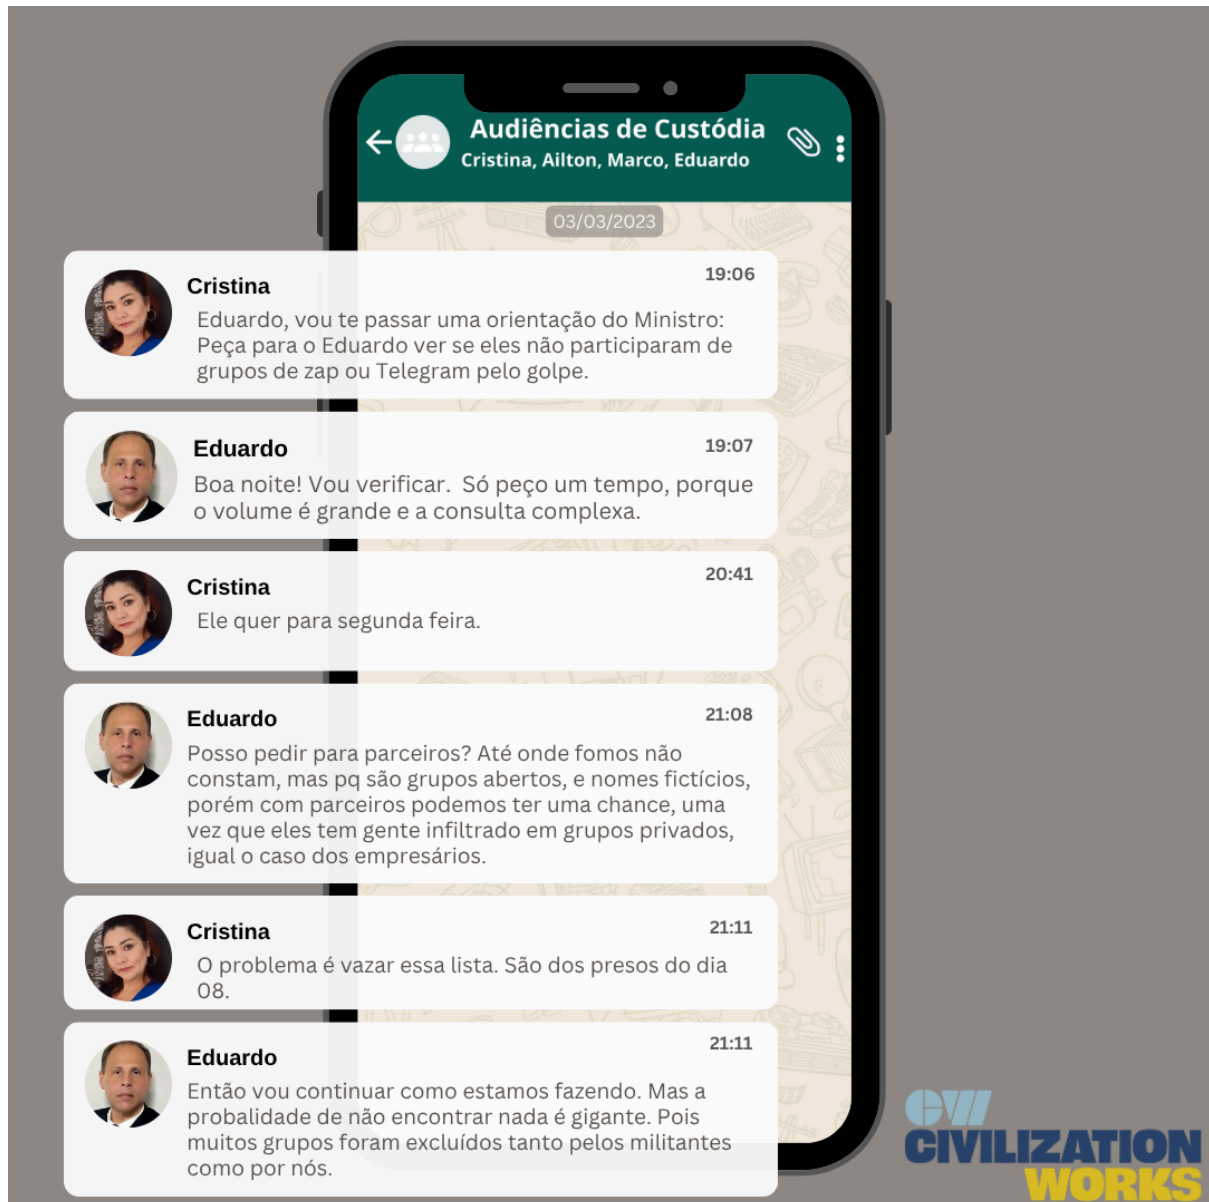 Audiências de Custódia
Cristina, Ailton, Marco, Eduardo
03/03/2023
Cristina
19:06
Eduardo, vou te passar uma orientação do Ministro:
Peça para o Eduardo ver se eles não participaram de
grupos de zap ou Telegram pelo golpe.
Eduardo
19:07
Boa noite! Vou verificar. Só peço um tempo, porque
o volume é grande e a consulta complexa.
Cristina
20:41
Ele quer para segunda feira.
Eduardo
21:08
Posso pedir para parceiros? Até onde fomos não
constam, mas pq são grupos abertos, e nomes fictícios,
porém com parceiros podemos ter uma chance, uma
vez que eles tem gente infiltrado em grupos privados,
igual o caso dos empresários.
Cristina
21:11
O problema é vazar essa lista. São dos presos do dia
08.
Eduardo
21:11
Então vou continuar como estamos fazendo. Mas a
probalidade de não encontrar nada é gigante. Pois
muitos grupos foram excluídos tanto pelos militantes
como por nós.
CW
CIVILIZATION
WORKS